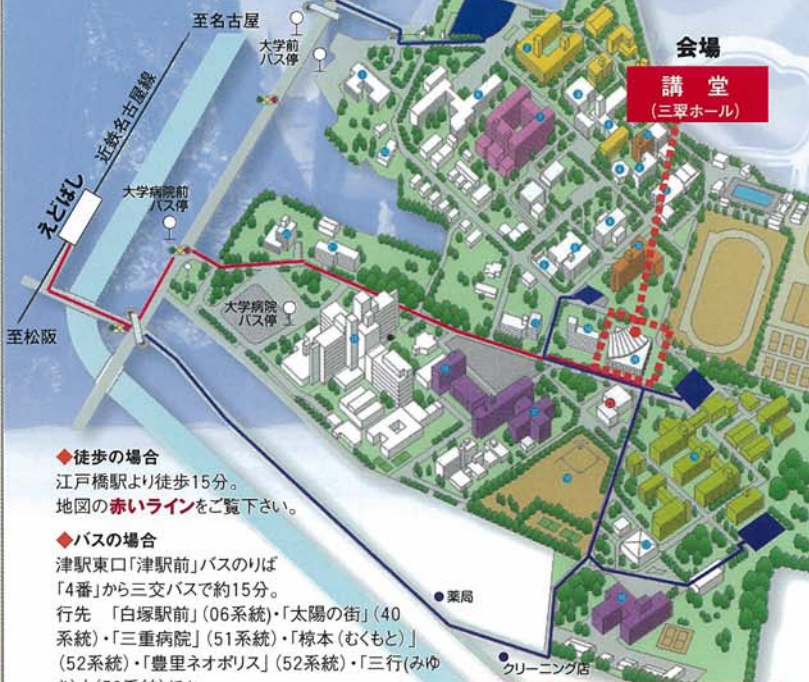 至名古屋
大学前
バス停
会場
講 堂
(三翠ホール)
近鉄名古屋線
えどばし
大学病院前
バス停
大学病院
バス停
至松阪
◆徒歩の場合
江戸橋駅より徒歩15分。
地図の赤いラインをご覧下さい。
◆バスの場合
津駅東口「津駅前」バスのりば
「4番」から三交バスで約15分。
行先 「白塚駅前」(06系統)・「太陽の街」(40
系統)・「三重病院」(51系統)・「椋本(むくもと)」
(52系統)・「豊里ネオポリス」(52系統)・「三行(みゆ
●薬局
クリーニング店